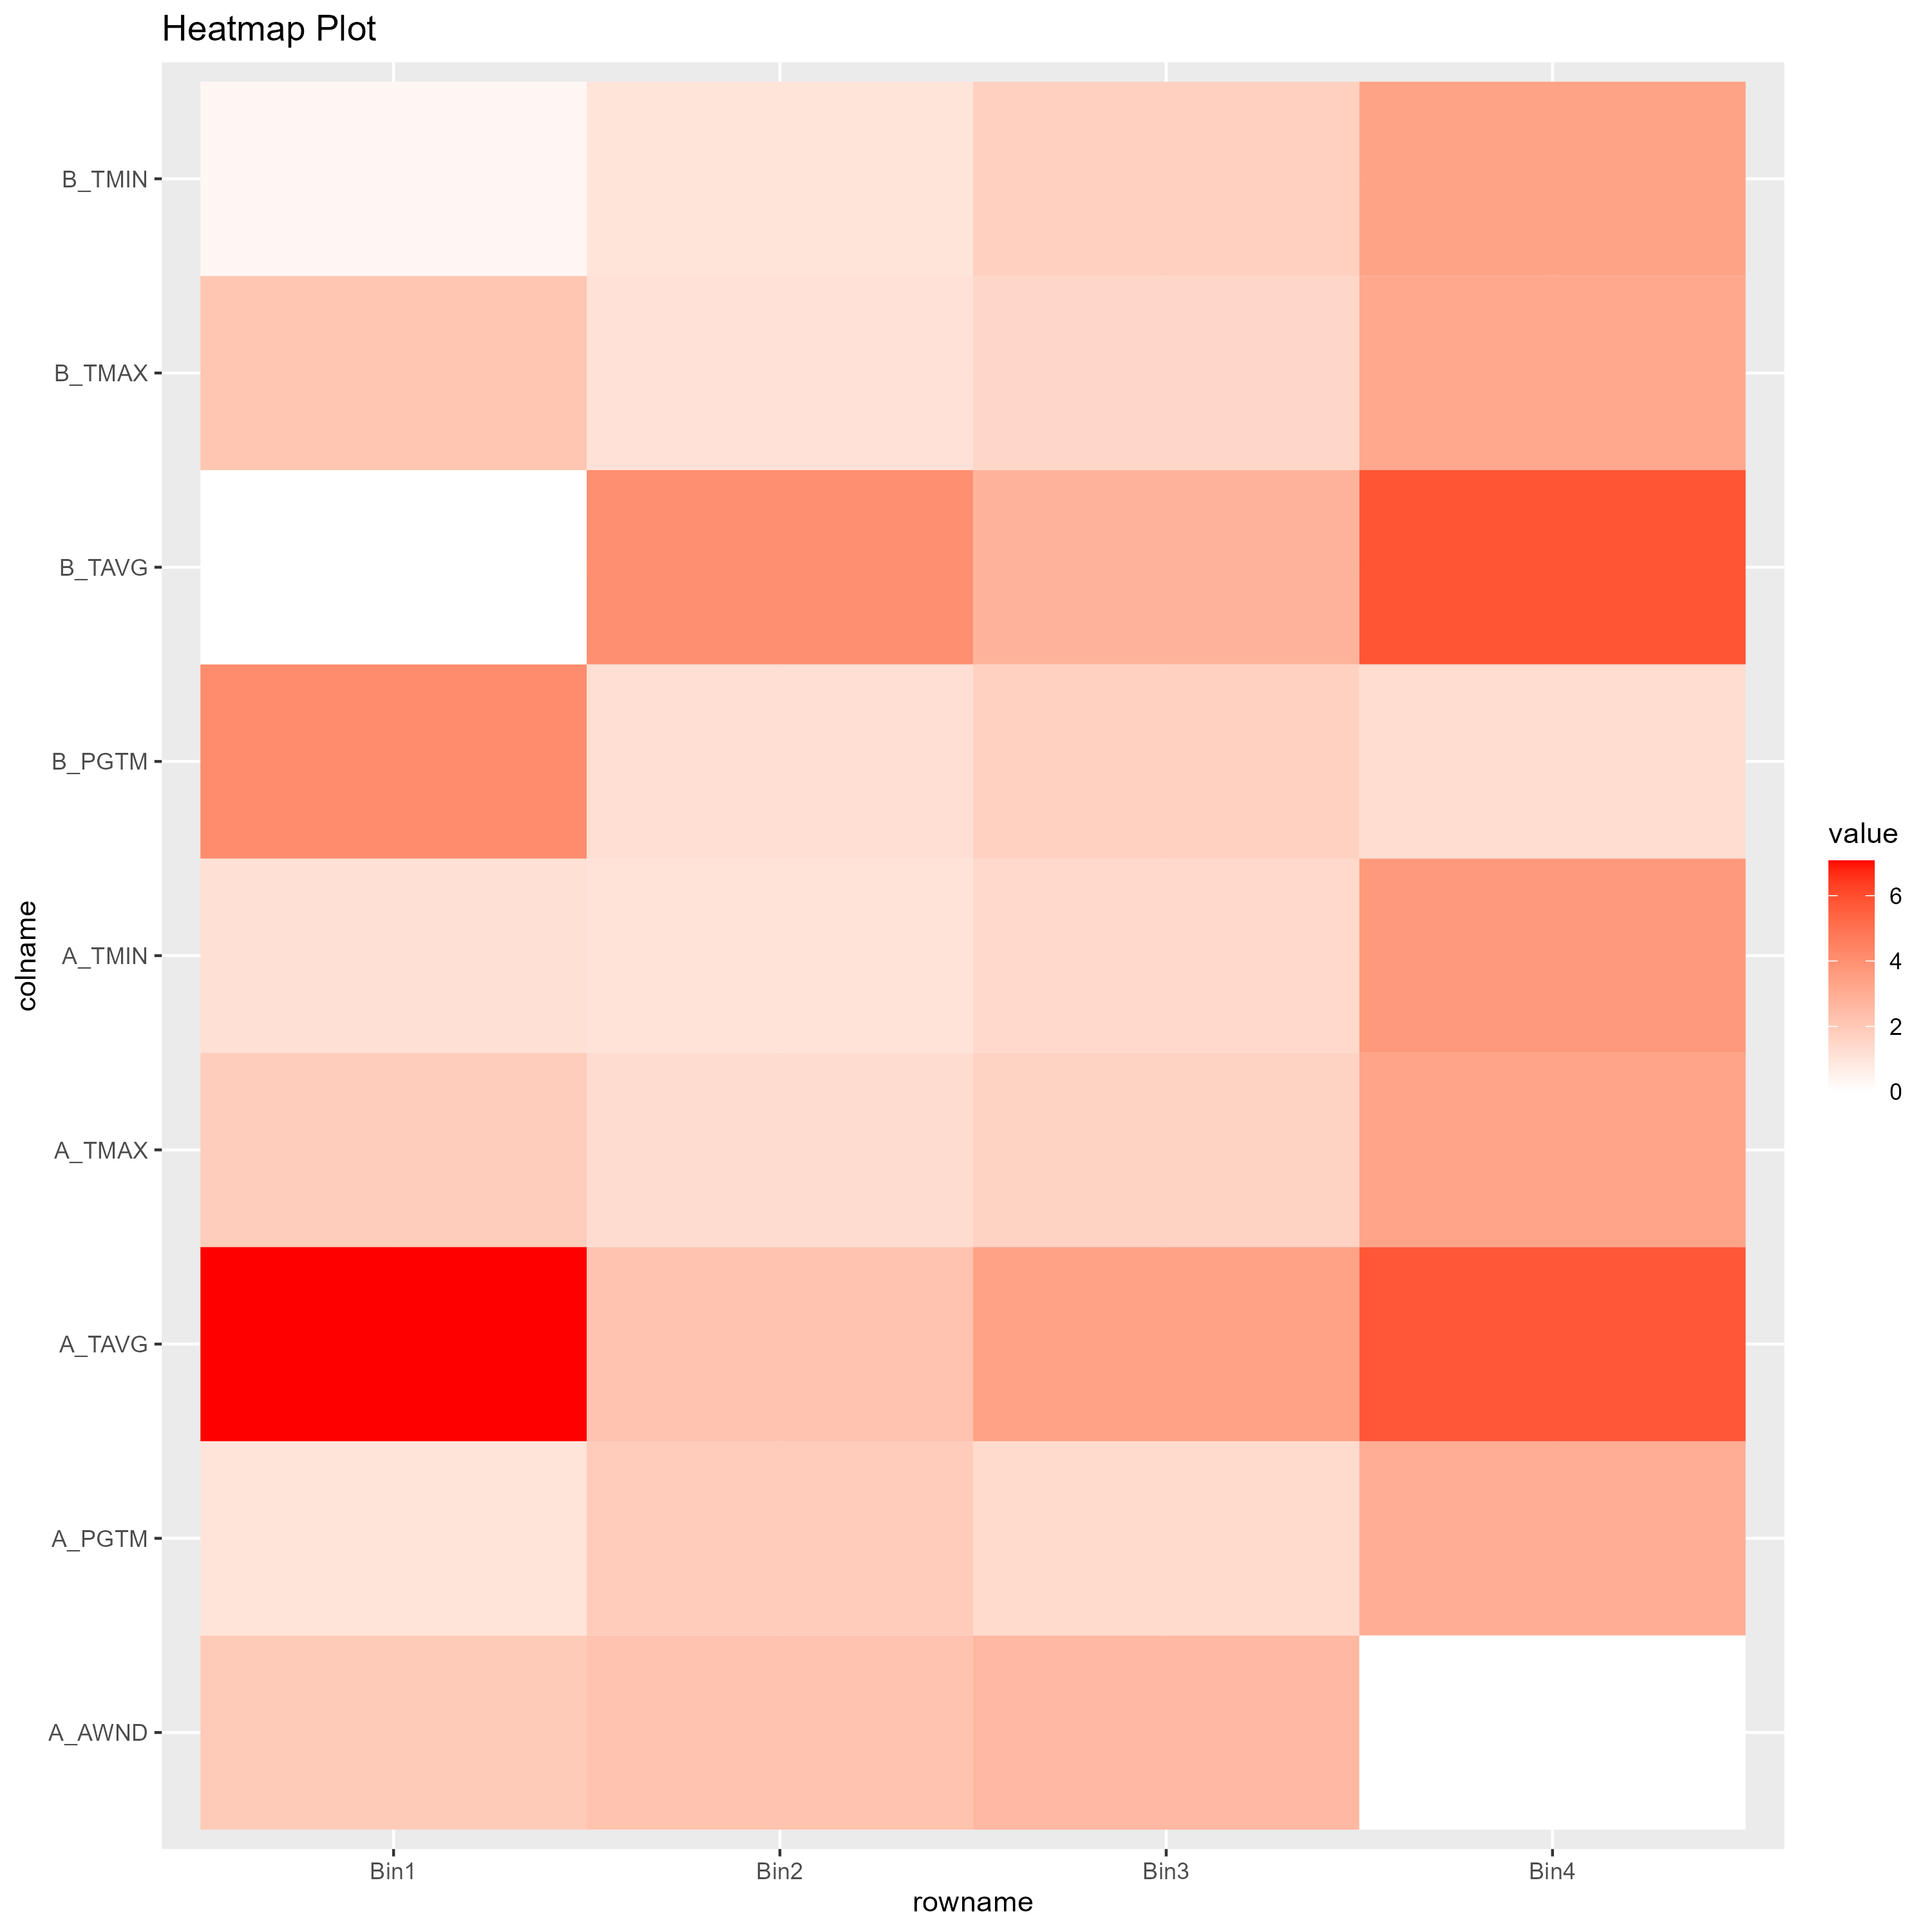 Heatmap Plot
B_TMIN
B_TMAX
B_TAVG
B_PGTM
A_TMIN
A_TMAX
A_TAVG
A_PGTM
A_AWND
colname
Bin1 Bin2 Bin3 Bin4
rowname
value
6
4
2
0